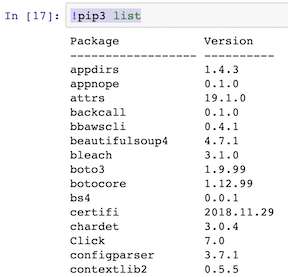 In [17]: !pip3 list
Package Version
------------------ ----------
appdirs 1.4.3
appnope 0.1.0
attrs 19.1.0
backcall 0.1.0
bbawscli 0.4.1
beautifulsoup4 4.7.1
bleach 3.1.0
boto3 1.9.99
botocore 1.12.99
bs4 0.0.1
certifi 2018.11.29
chardet 3.0.4
Click 7.0
configparser 3.7.1
contextlib2 0.5.5